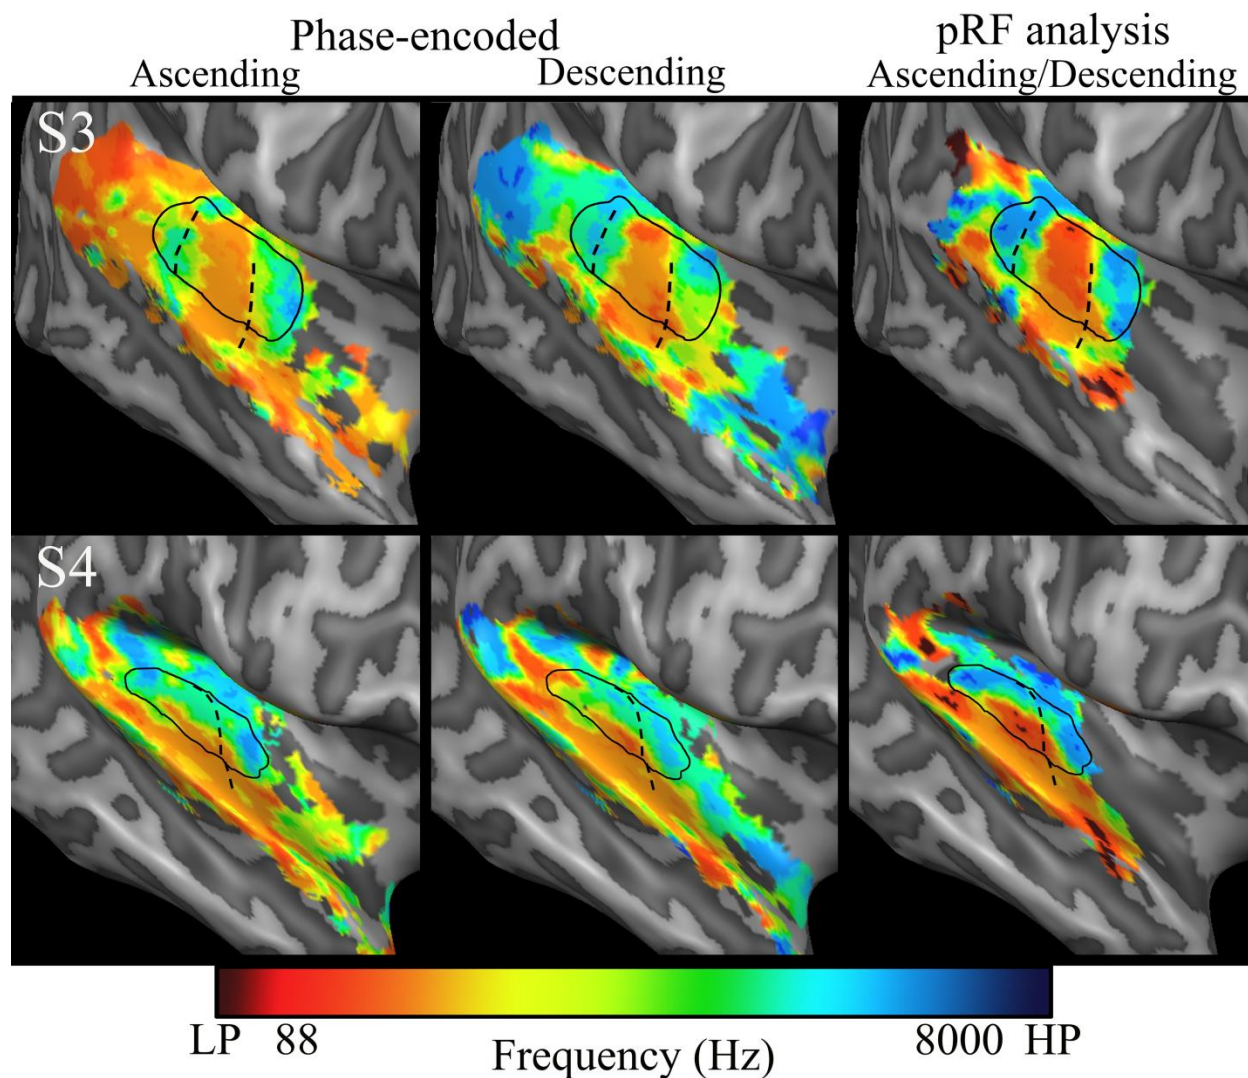 Phase-encoded
pRF analysis
Ascending
Descending
Ascending/Descending
S3
S4
LP 88
8000 HP
Frequency (Hz)